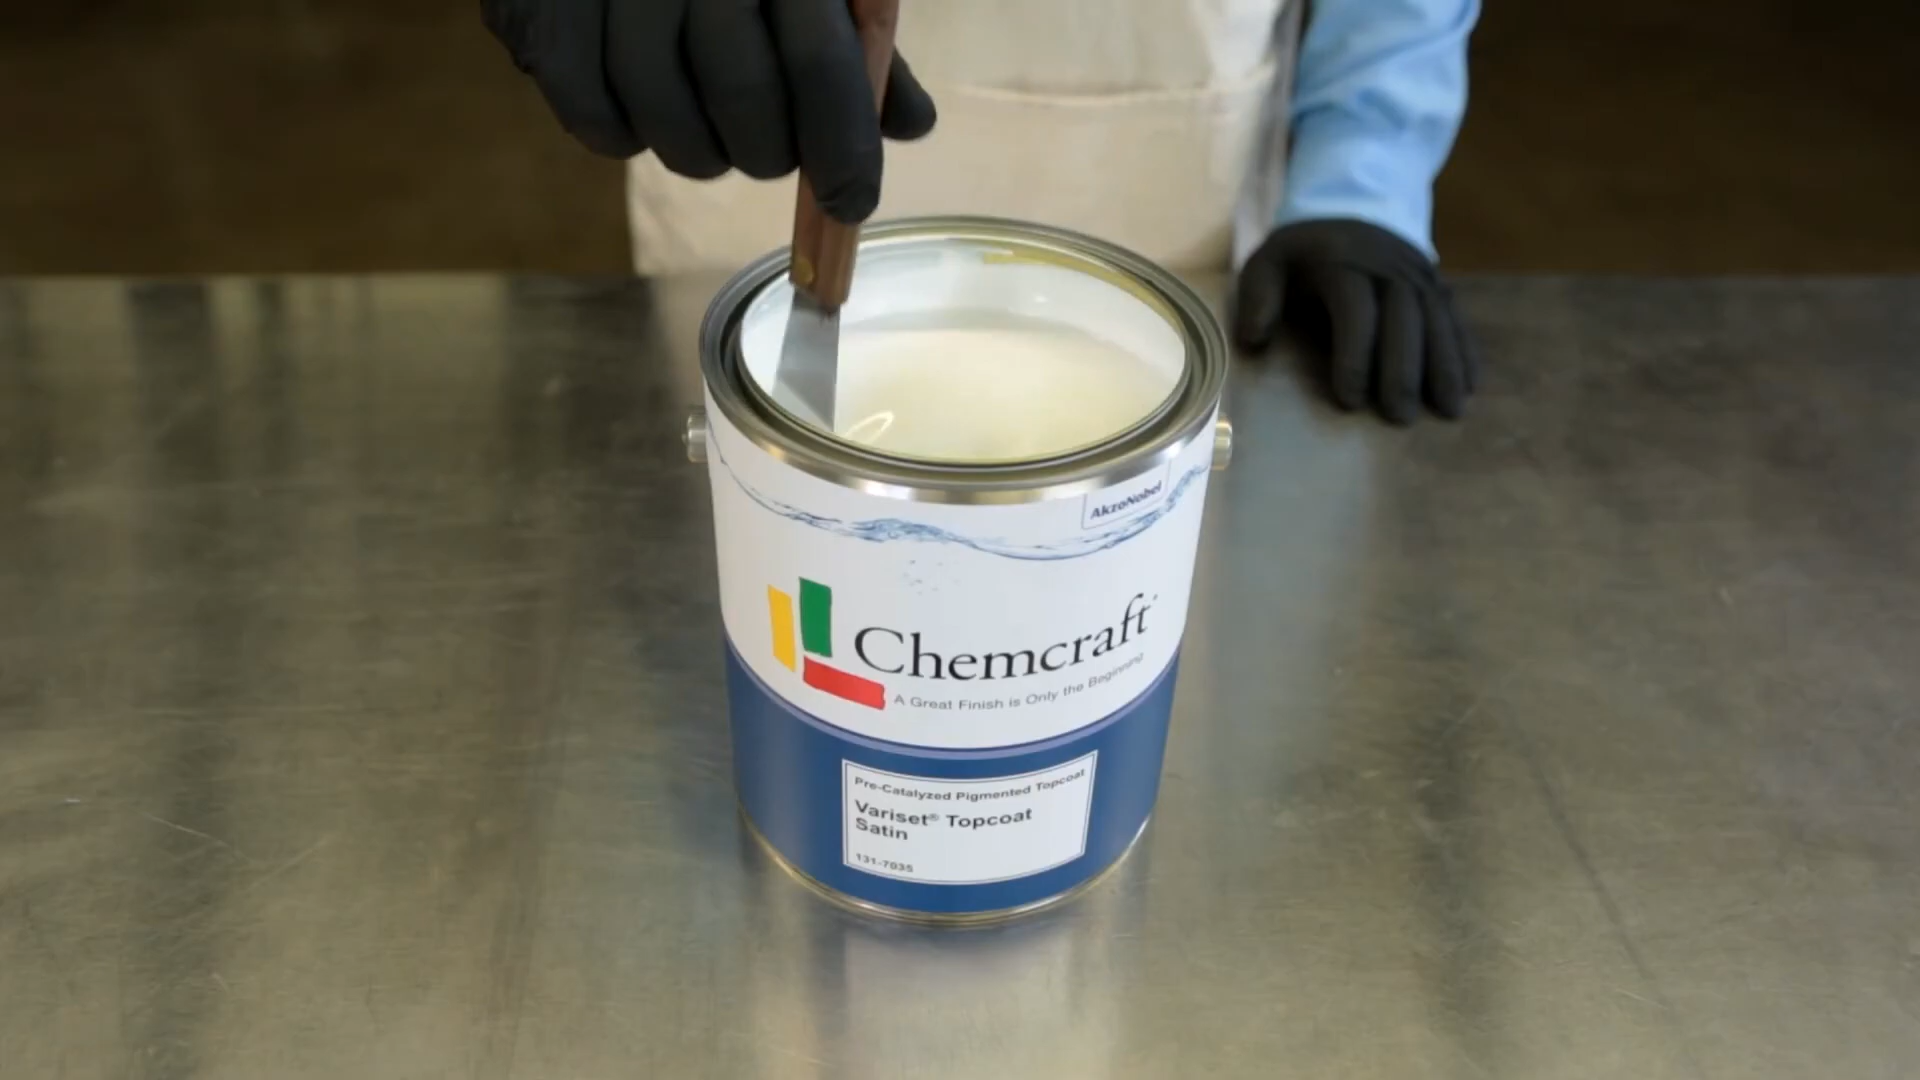 AkzoNobel
Chemcraft
A Great Finish is Only the Beginning
Pre-Catalyzed Pigmented Topcoat
Variset® Topcoat
Satin
131-7035